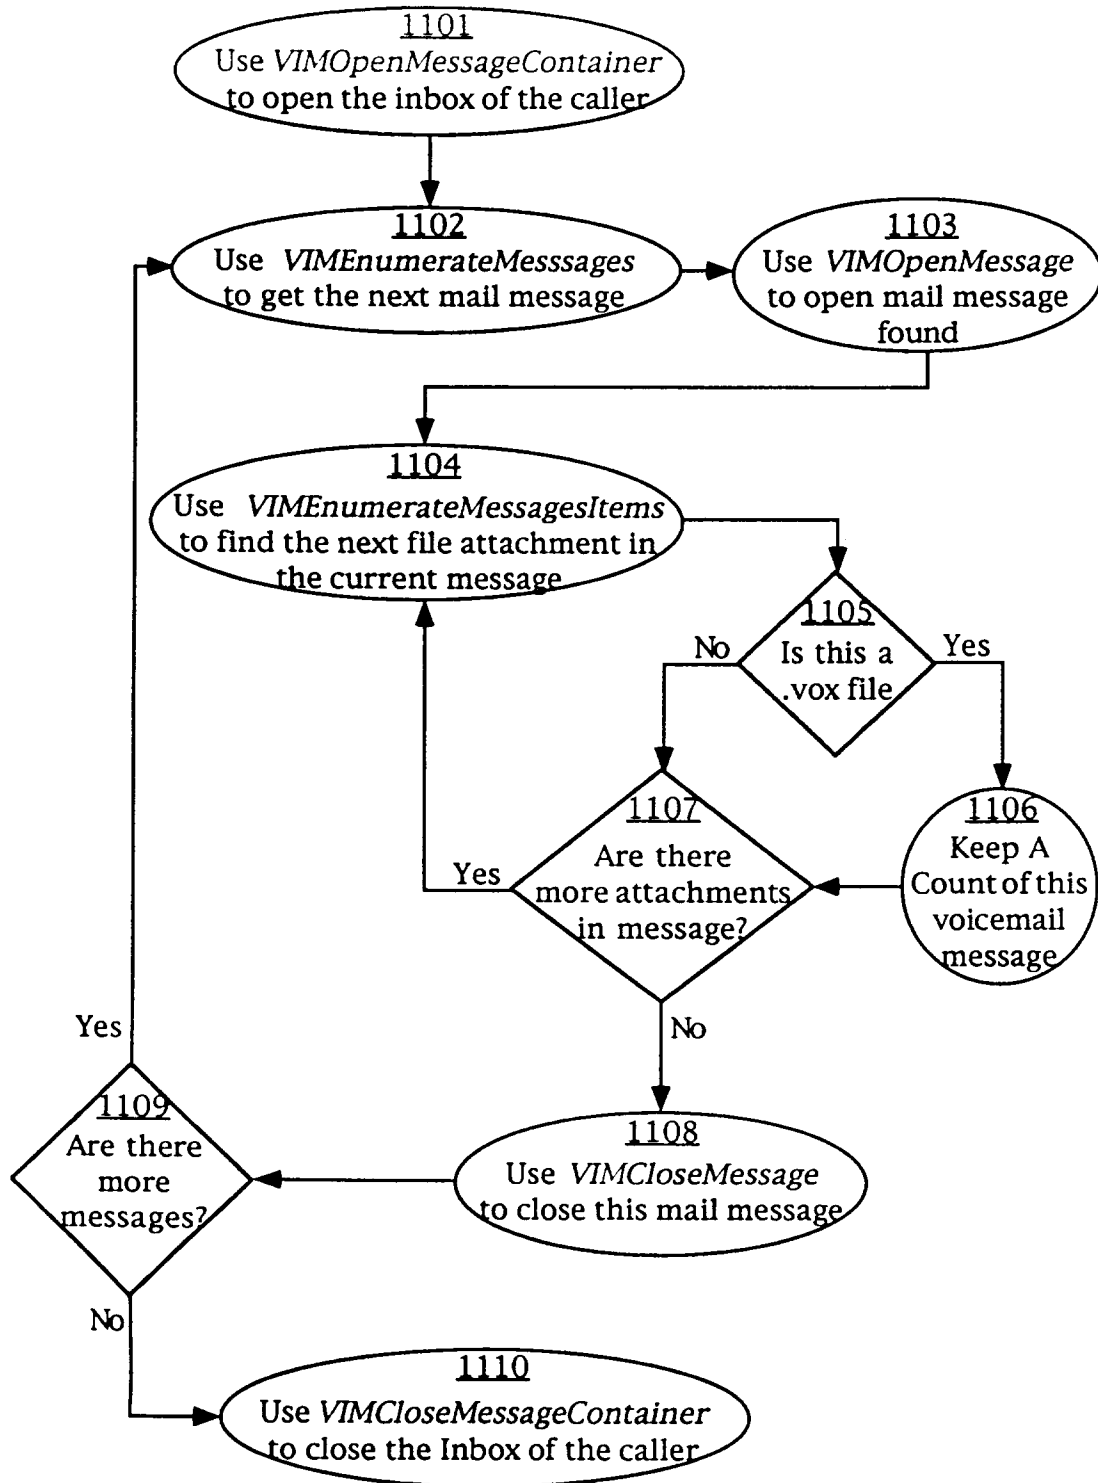 1101
Use VIMOpenMessageContainer
to open the inbox of the caller
1102
Use VIMEnumerateMesssages
to get the next mail message
1103
Use VIMOpenMessage
to open mail message
found
1104
Use VIMEnumerateMessagesItems
to find the next file attachment in
the current message
1105
Is this a
.vox file
No
Yes
1106
Keep A
Count of this
voicemail
message
1107
Are there
more attachments
in message?
Yes
No
1108
Use VIMCloseMessage
to close this mail message
1109
Are there
more
messages?
Yes
No
1110
Use VIMCloseMessageContainer
to close the Inbox of the caller